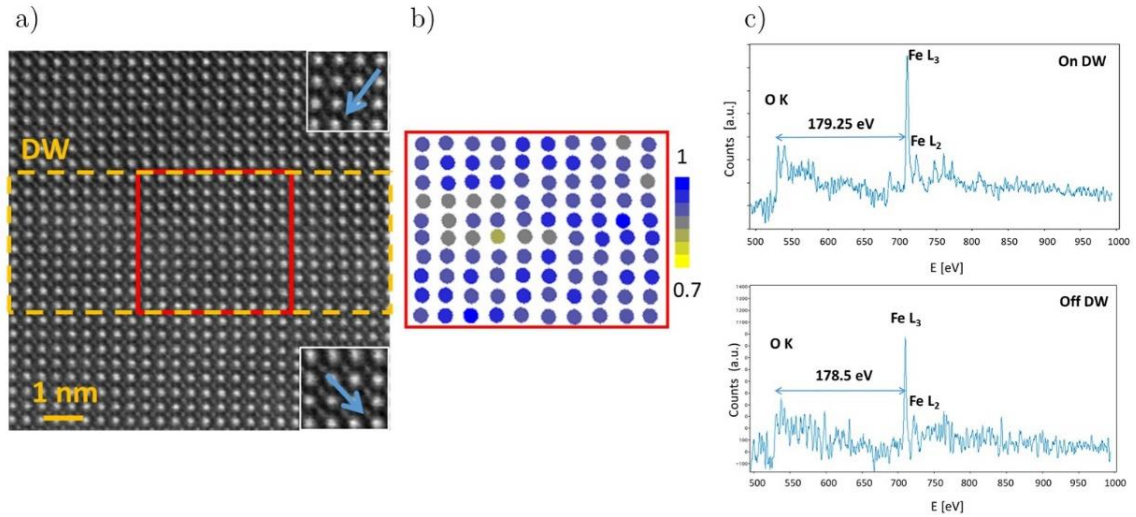 a)
DW
1 nm
b)
1
0.7
c)
Fe L3
On DW
O K
179.25 eV
Fe L2
Counts [a.u.]
500 550 600 650 700 750 800 850 900 950 1000
E [eV]
Off DW
Fe L3
O K
178.5 eV
Fe L2
Counts (a.u.)
500 550 600 650 700 750 800 850 900 950 1000
E [eV]